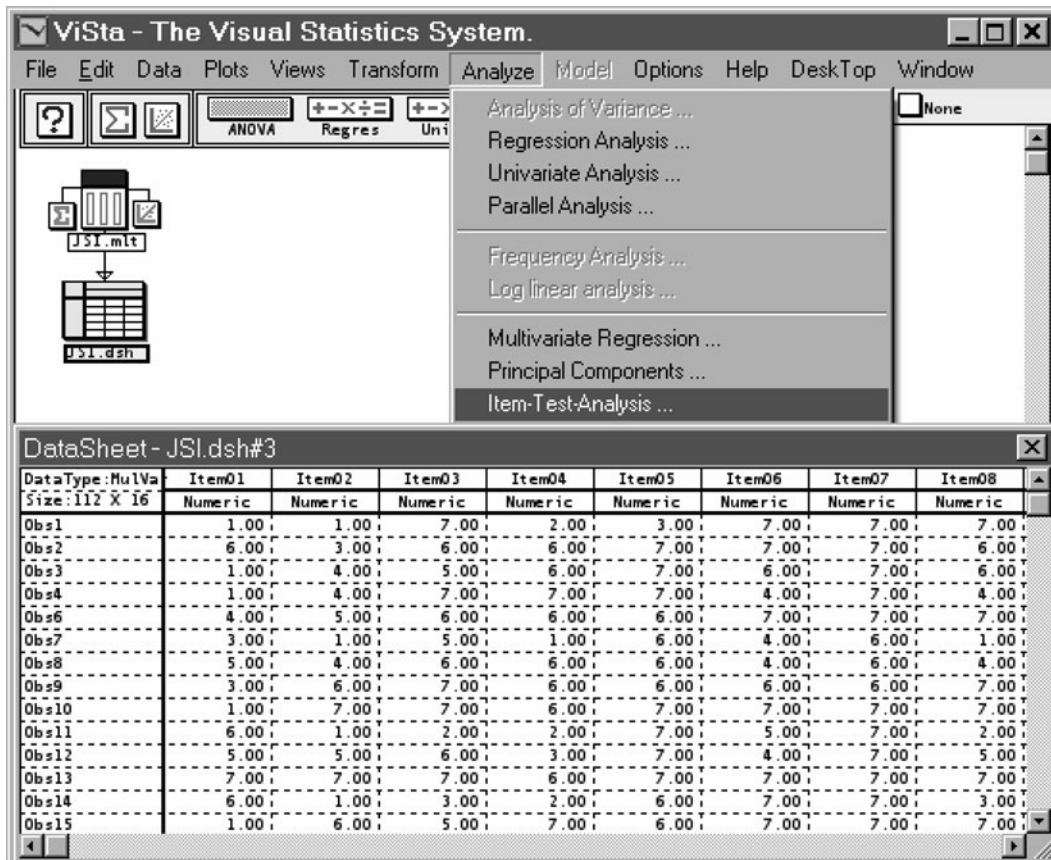 ViSta - The Visual Statistics System.
File Edit Data Plots Views Transform Analyze Model Options Help DeskTop Window
ANOVA Regres Uni None
Analysis of Variance ...
Regression Analysis ...
Univariate Analysis ...
Parallel Analysis ...
Frequency Analysis ...
Log linear analysis ...
Multivariate Regression ...
Principal Components ...
Item-Test-Analysis ...
JSI.mlt
JSI.dsh
DataSheet - JSI.dsh#3
DataType:MulVa Item01 Item02 Item03 Item04 Item05 Item06 Item07 Item08
Size:112 X 16 Numeric Numeric Numeric Numeric Numeric Numeric Numeric Numeric
Obs1 1.00 1.00 7.00 2.00 3.00 7.00 7.00 7.00
Obs2 6.00 3.00 6.00 6.00 7.00 7.00 7.00 6.00
Obs3 1.00 4.00 5.00 6.00 7.00 6.00 7.00 6.00
Obs4 1.00 4.00 7.00 7.00 7.00 4.00 7.00 4.00
Obs6 4.00 5.00 6.00 6.00 6.00 7.00 7.00 7.00
Obs7 3.00 1.00 5.00 1.00 6.00 4.00 6.00 1.00
Obs8 5.00 4.00 6.00 6.00 6.00 4.00 6.00 4.00
Obs9 3.00 6.00 7.00 6.00 6.00 6.00 6.00 7.00
Obs10 1.00 7.00 7.00 6.00 7.00 7.00 7.00 7.00
Obs11 6.00 1.00 2.00 2.00 7.00 5.00 7.00 2.00
Obs12 5.00 5.00 6.00 3.00 7.00 4.00 7.00 5.00
Obs13 7.00 7.00 7.00 6.00 7.00 7.00 7.00 7.00
Obs14 6.00 1.00 3.00 2.00 6.00 7.00 7.00 3.00
Obs15 1.00 6.00 5.00 7.00 6.00 7.00 7.00 7.00